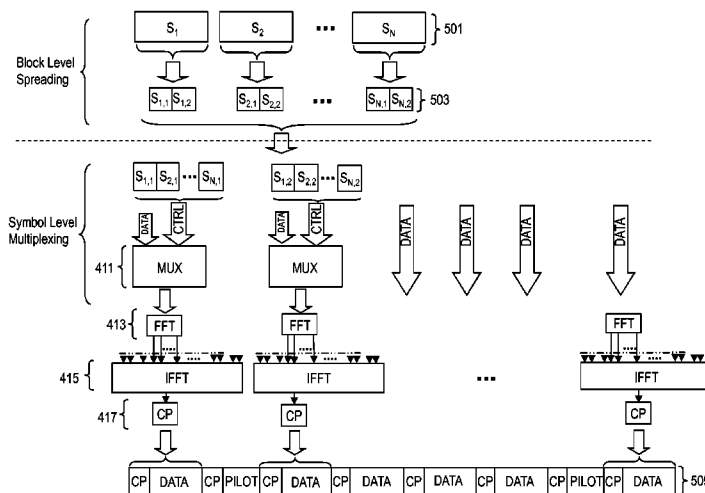 S1 S2 ... SN 501
Block Level
Spreading
S1,1 S1,2 S2,1 S2,2 ... SN,1 SN,2 503
S1,1 S2,1 ... SN,1 S1,2 S2,2 ... SN,2
Symbol Level
Multiplexing
DATA CTRL DATA CTRL DATA DATA DATA DATA
411 MUX MUX
413 FFT FFT FFT
415 IFFT IFFT ... IFFT
417 CP CP CP
CP DATA CP PILOT CP DATA CP DATA CP DATA CP DATA CP PILOT CP DATA 505